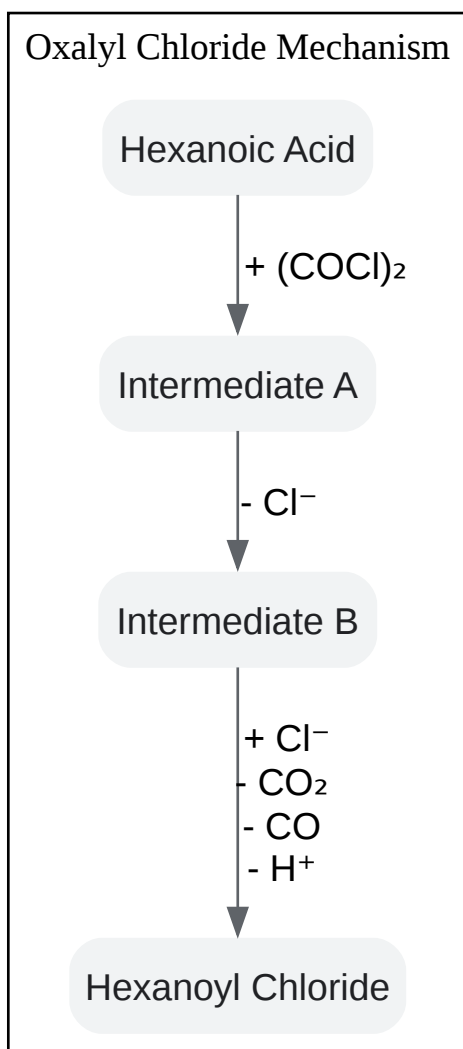 Oxalyl Chloride Mechanism
Hexanoic Acid
+ (COCl)₂
Intermediate A
- Cl⁻
Intermediate B
+ Cl⁻
- CO₂
- CO
- H⁺
Hexanoyl Chloride